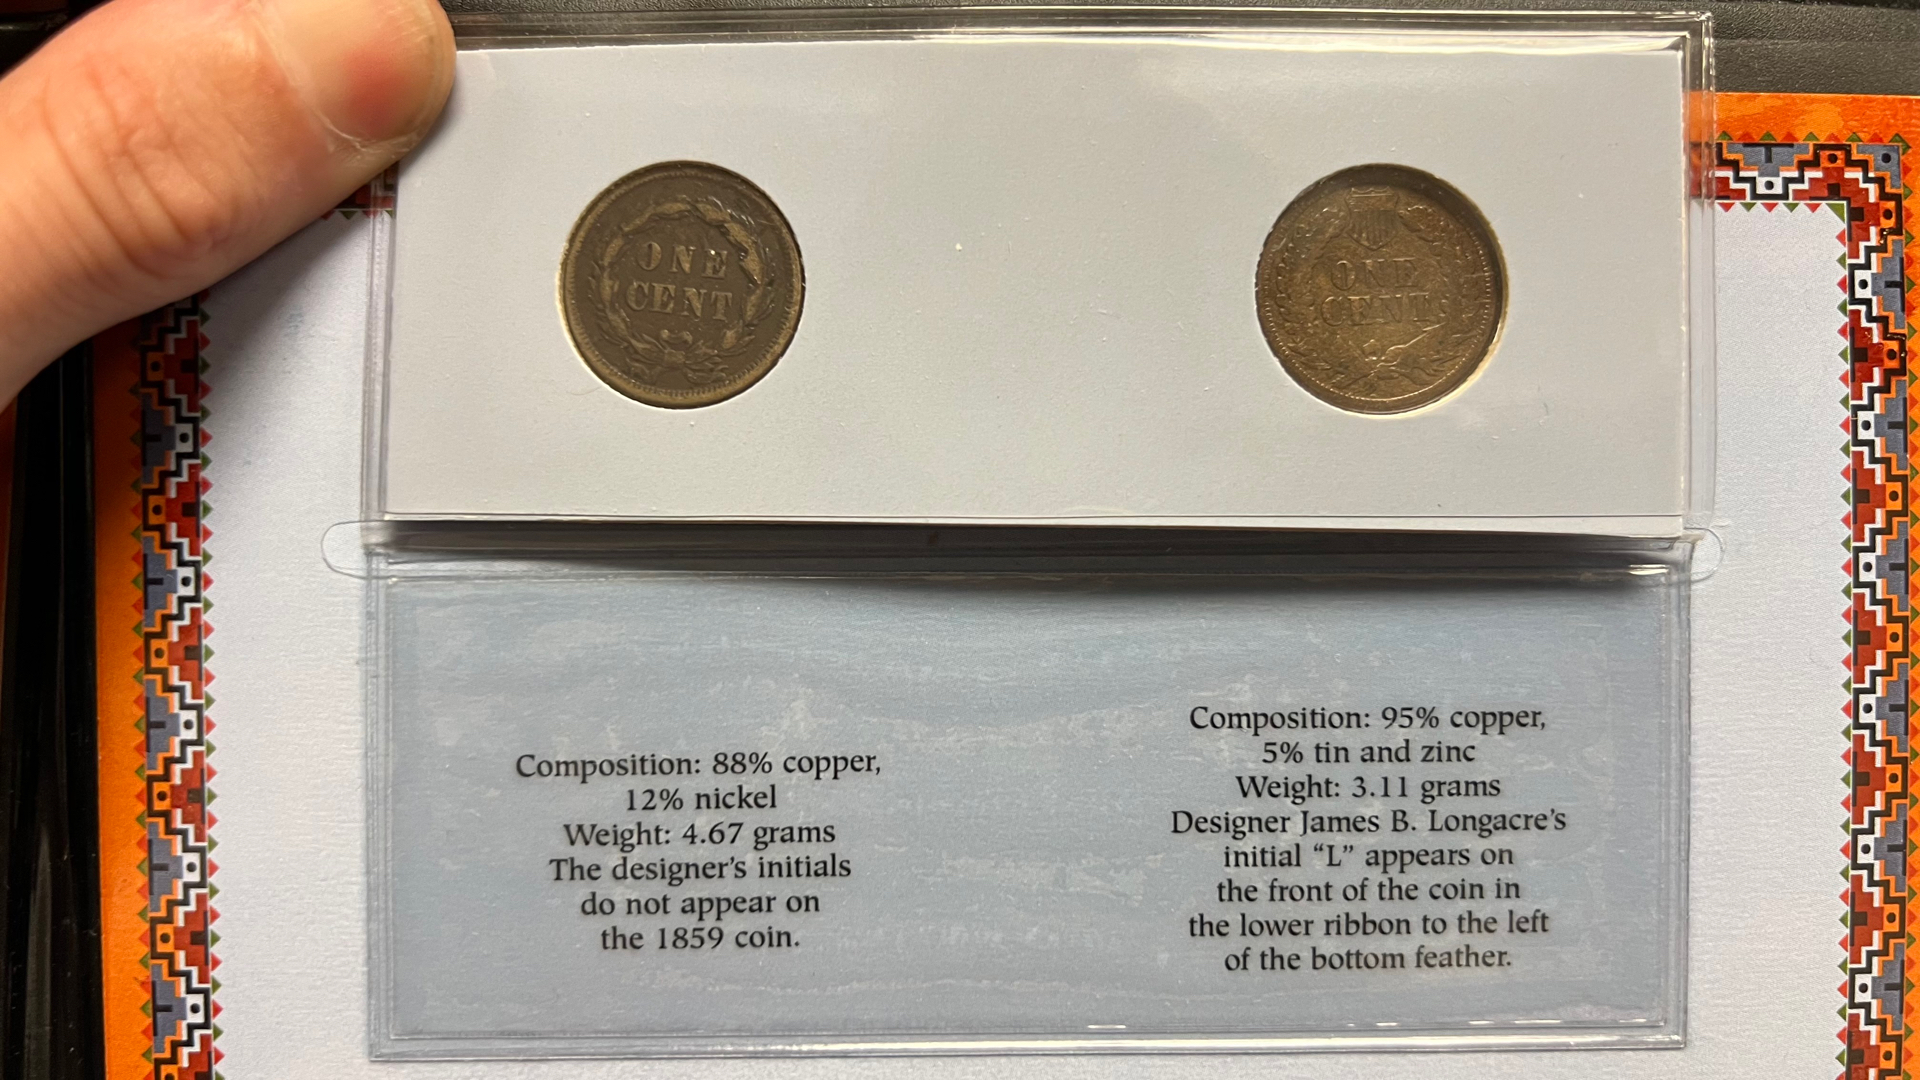 ONE
CENT
ONE
CENT
Composition: 88% copper,
12% nickel
Weight: 4.67 grams
The designer's initials
do not appear on
the 1859 coin.
Composition: 95% copper,
5% tin and zinc
Weight: 3.11 grams
Designer James B. Longacre's
initial “L” appears on
the front of the coin in
the lower ribbon to the left
of the bottom feather.